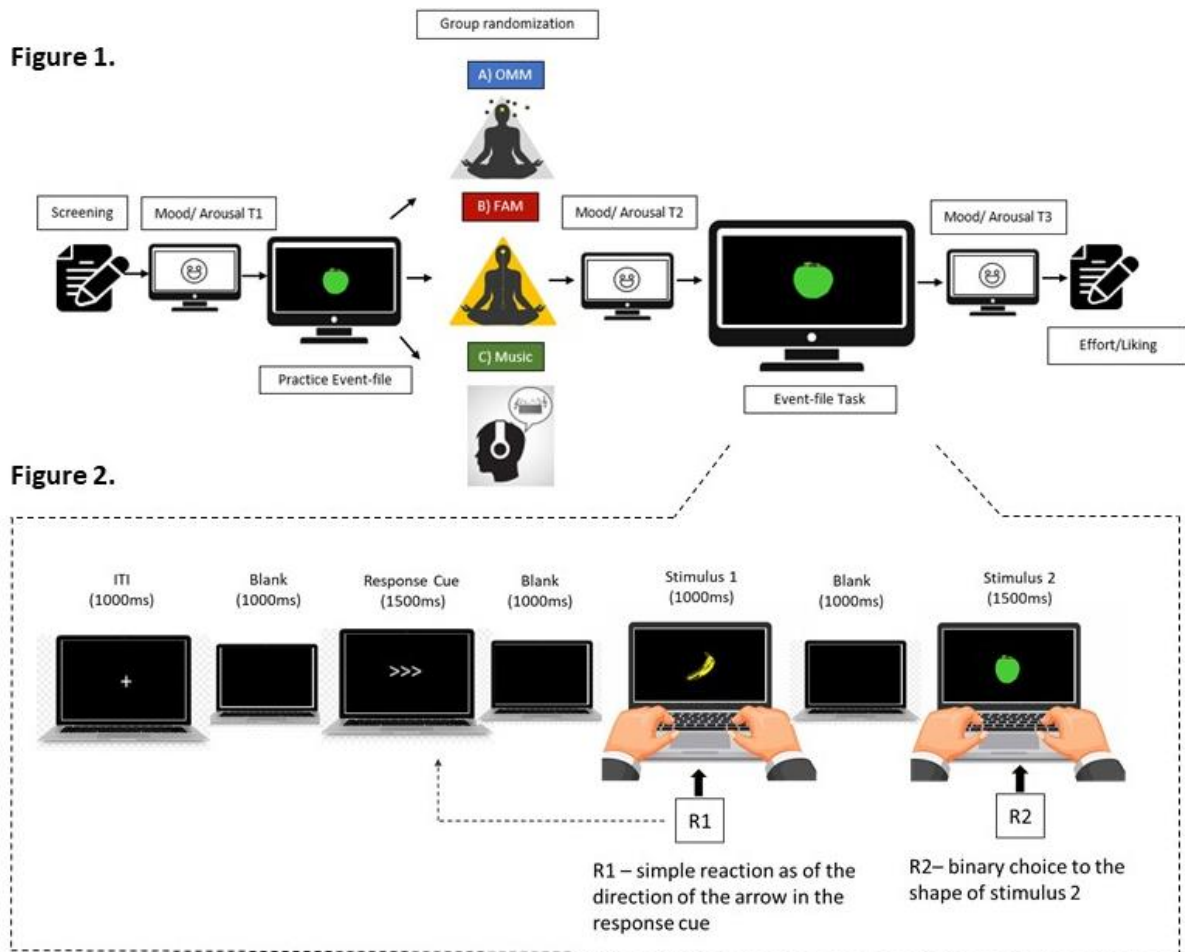 Figure 1.
Group randomization
A) OMM
Screening
Mood/ Arousal T1
B) FAM
Mood/ Arousal T2
Mood/ Arousal T3
Practice Event-file
C) Music
Event-file Task
Effort/Liking
Figure 2.
ITI
(1000ms)
Blank
(1000ms)
Response Cue
(1500ms)
Blank
(1000ms)
Stimulus 1
(1000ms)
Blank
(1000ms)
Stimulus 2
(1500ms)
+
>>>
R1
R2
R1 – simple reaction as of the
direction of the arrow in the
response cue
R2– binary choice to the
shape of stimulus 2